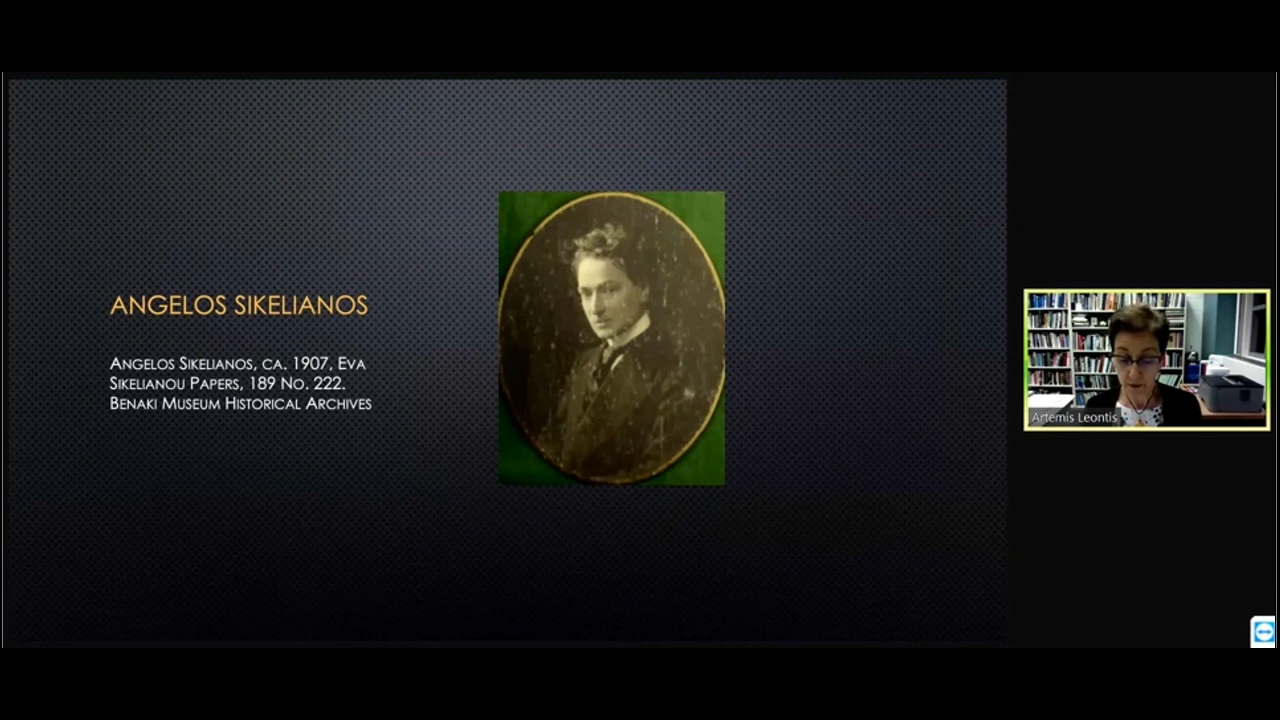 ANGELOS SIKELIANOS
ANGELOS SIKELIANOS, CA. 1907, EVA
SIKELIANOU PAPERS, 189 NO. 222.
BENAKI MUSEUM HISTORICAL ARCHIVES
Artemis Leontis